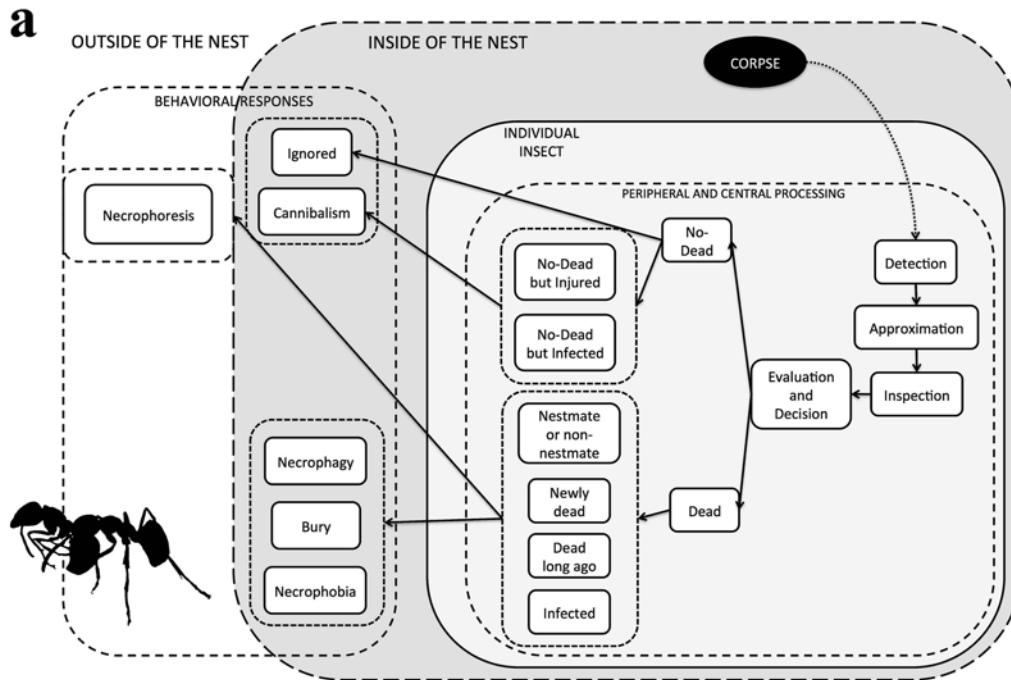 a
OUTSIDE OF THE NEST
INSIDE OF THE NEST
CORPSE
BEHAVIORAL RESPONSES
INDIVIDUAL
INSECT
PERIPHERAL AND CENTRAL PROCESSING
Ignored
Cannibalism
Necrophoresis
No-
Dead
No-Dead
but Injured
No-Dead
but Infected
Detection
Approximation
Inspection
Evaluation
and
Decision
Nestmate
or non-
nestmate
Newly
dead
Dead
long ago
Infected
Dead
Necrophagy
Bury
Necrophobia